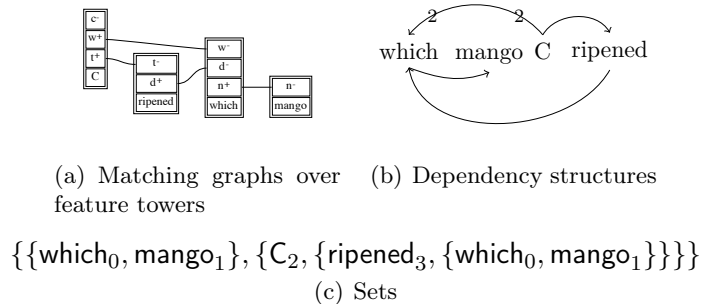 c-
w+
t+
C
t-
d+
ripened
w-
d-
n+
which
n-
mango
2 2
which mango C ripened
(a) Matching graphs over
feature towers
(b) Dependency structures
{{which₀, mango₁}, {C₂, {ripened₃, {which₀, mango₁}}}}
(c) Sets